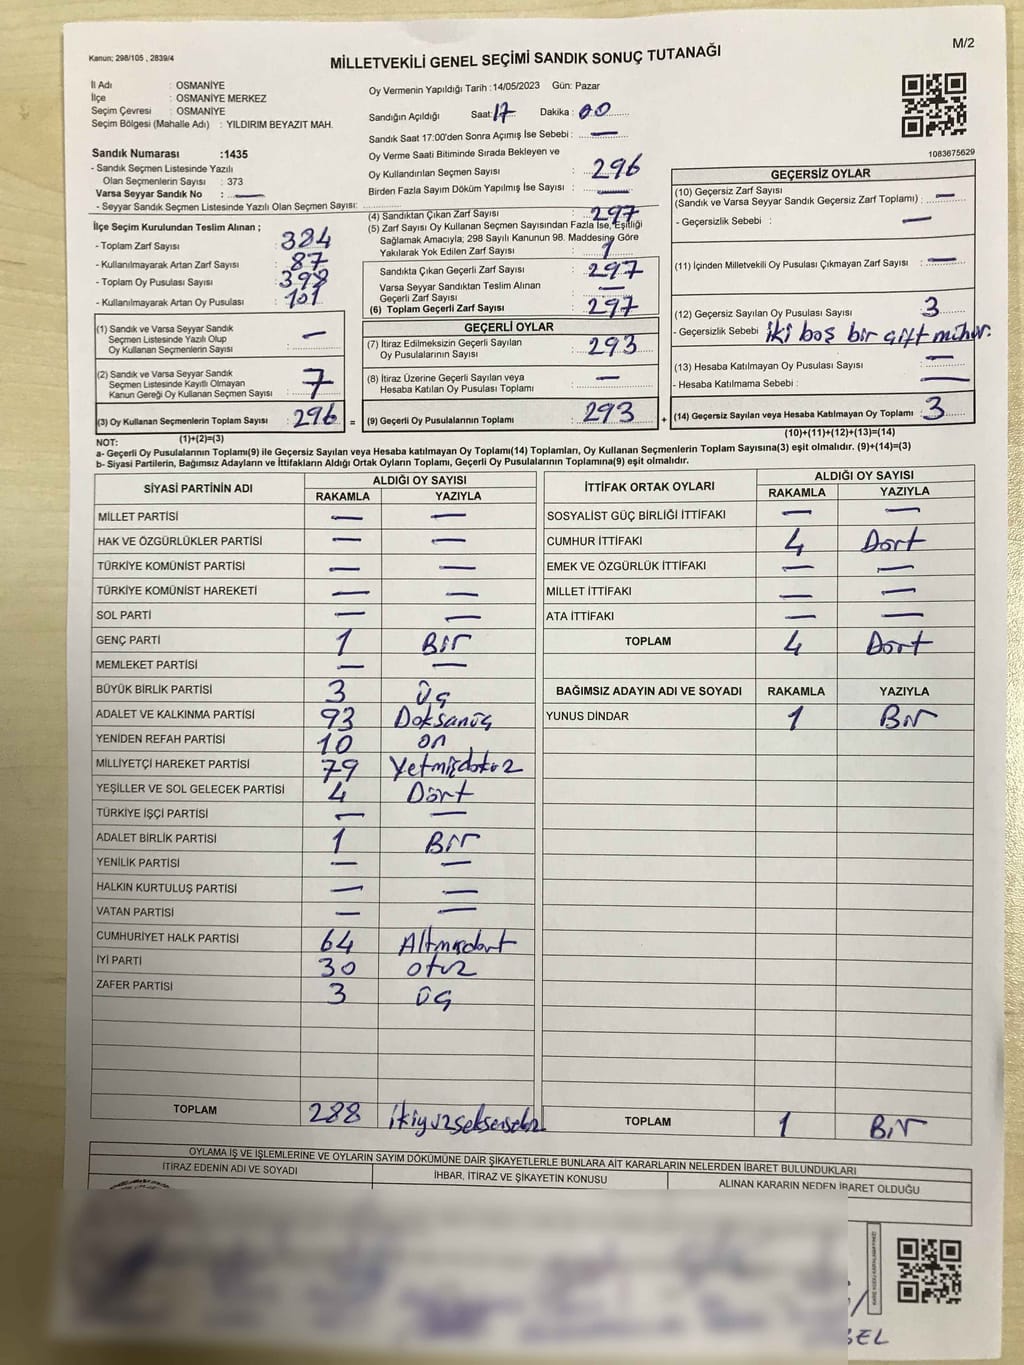 Kanun; 298/105 , 2839/4
M/2
MİLLETVEKİLİ GENEL SEÇİMİ SANDIK SONUÇ TUTANAĞI
İl Adı : OSMANİYE
İlçe : OSMANİYE MERKEZ
Seçim Çevresi : OSMANİYE
Seçim Bölgesi (Mahalle Adı) : YILDIRIM BEYAZIT MAH.
Sandık Numarası :1435
- Sandık Seçmen Listesinde Yazılı
Olan Seçmenlerin Sayısı : 373
Varsa Seyyar Sandık No : —
- Seyyar Sandık Seçmen Listesinde Yazılı Olan Seçmen Sayısı:
Oy Vermenin Yapıldığı Tarih :14/05/2023 Gün: Pazar
Sandığın Açıldığı Saat: 17 Dakika : 00
Sandık Saat 17:00'den Sonra Açımış İse Sebebi : —
Oy Verme Saati Bitiminde Sırada Bekleyen ve
Oy Kullandırılan Seçmen Sayısı : 296
Birden Fazla Sayım Döküm Yapılmış İse Sayısı : —
(4) Sandıktan Çıkan Zarf Sayısı : 297
(5) Zarf Sayısı Oy Kullanan Seçmen Sayısından Fazla İse, Eşitliği
Sağlamak Amacıyla; 298 Sayılı Kanunun 98. Maddesine Göre
Yakılarak Yok Edilen Zarf Sayısı : 1
Sandıkta Çıkan Geçerli Zarf Sayısı : 297
Varsa Seyyar Sandıktan Teslim Alınan
Geçerli Zarf Sayısı : —
(6) Toplam Geçerli Zarf Sayısı : 297
1083675629
GEÇERSİZ OYLAR
(10) Geçersiz Zarf Sayısı
(Sandık ve Varsa Seyyar Sandık Geçersiz Zarf Toplamı) : —
- Geçersizlik Sebebi : —
(11) İçinden Milletvekili Oy Pusulası Çıkmayan Zarf Sayısı : —
(12) Geçersiz Sayılan Oy Pusulası Sayısı : 3
- Geçersizlik Sebebi : iki boş bir çift mühür.
(13) Hesaba Katılmayan Oy Pusulası Sayısı : —
- Hesaba Katılmama Sebebi : —
(14) Geçersiz Sayılan veya Hesaba Katılmayan Oy Toplamı : 3
(10)+(11)+(12)+(13)=(14)
İlçe Seçim Kurulundan Teslim Alınan ;
- Toplam Zarf Sayısı : 384
- Kullanılmayarak Artan Zarf Sayısı : 87
- Toplam Oy Pusulası Sayısı : 398
- Kullanılmayarak Artan Oy Pusulası : 101
(1) Sandık ve Varsa Seyyar Sandık
Seçmen Listesinde Yazılı Olup
Oy Kullanan Seçmenlerin Sayısı : —
(2) Sandık ve Varsa Seyyar Sandık
Seçmen Listesinde Kayıtlı Olmayan
Kanun Gereği Oy Kullanan Seçmen Sayısı : 7
(3) Oy Kullanan Seçmenlerin Toplam Sayısı : 296
(1)+(2)=(3)
GEÇERLİ OYLAR
(7) İtiraz Edilmeksizin Geçerli Sayılan
Oy Pusulalarının Sayısı : 293
(8) İtiraz Üzerine Geçerli Sayılan veya
Hesaba Katılan Oy Pusulası Toplamı : —
= (9) Geçerli Oy Pusulalarının Toplamı : 293 +
NOT:
a- Geçerli Oy Pusulalarının Toplamı(9) ile Geçersiz Sayılan veya Hesaba Katılmayan Oy Toplamı(14) Toplamları, Oy Kullanan Seçmenlerin Toplam Sayısına(3) eşit olmalıdır. (9)+(14)=(3)
b- Siyasi Partilerin, Bağımsız Adayların ve İttifakların Aldığı Ortak Oyların Toplamı, Geçerli Oy Pusulalarının Toplamına(9) eşit olmalıdır.
SİYASİ PARTİNİN ADI ALDIĞI OY SAYISI
RAKAMLA YAZIYLA
MİLLET PARTİSİ — —
HAK VE ÖZGÜRLÜKLER PARTİSİ — —
TÜRKİYE KOMÜNİST PARTİSİ — —
TÜRKİYE KOMÜNİST HAREKETİ — —
SOL PARTİ — —
GENÇ PARTİ 1 Bir
MEMLEKET PARTİSİ — —
BÜYÜK BİRLİK PARTİSİ 3 üç
ADALET VE KALKINMA PARTİSİ 93 Doksanüç
YENİDEN REFAH PARTİSİ 10 on
MİLLİYETÇİ HAREKET PARTİSİ 79 Yetmişdokuz
YEŞİLLER VE SOL GELECEK PARTİSİ 4 Dört
TÜRKİYE İŞÇİ PARTİSİ — —
ADALET BİRLİK PARTİSİ 1 Bir
YENİLİK PARTİSİ — —
HALKIN KURTULUŞ PARTİSİ — —
VATAN PARTİSİ — —
CUMHURİYET HALK PARTİSİ 64 Altmışdört
İYİ PARTİ 30 otuz
ZAFER PARTİSİ 3 üç
TOPLAM 288 ikiyüzseksensekiz
İTTİFAK ORTAK OYLARI ALDIĞI OY SAYISI
RAKAMLA YAZIYLA
SOSYALİST GÜÇ BİRLİĞİ İTTİFAKI — —
CUMHUR İTTİFAKI 4 Dört
EMEK VE ÖZGÜRLÜK İTTİFAKI — —
MİLLET İTTİFAKI — —
ATA İTTİFAKI — —
TOPLAM 4 Dört
BAĞIMSIZ ADAYIN ADI VE SOYADI RAKAMLA YAZIYLA
YUNUS DİNDAR 1 Bir
TOPLAM 1 Bir
OYLAMA İŞ VE İŞLEMLERİNE VE OYLARIN SAYIM DÖKÜMÜNE DAİR ŞİKAYETLERLE BUNLARA AİT KARARLARIN NELERDEN İBARET BULUNDUKLARI
İTİRAZ EDENİN ADI VE SOYADI İHBAR, İTİRAZ VE ŞİKAYETİN KONUSU ALINAN KARARIN NEDEN İBARET OLDUĞU